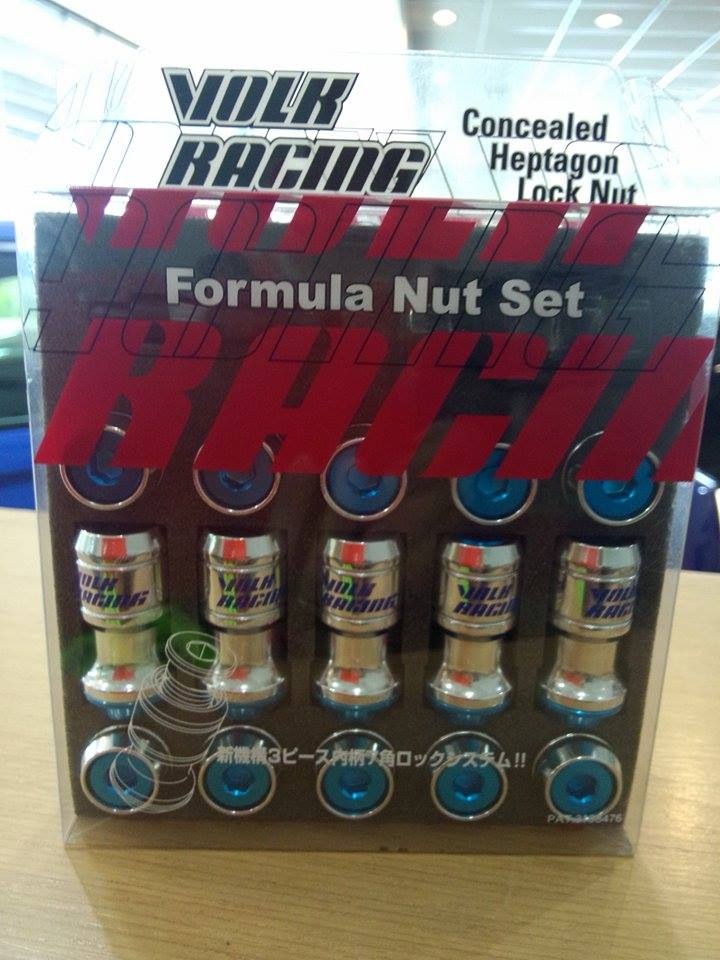 VOLK
RACING
Concealed
Heptagon
Lock Nut
Formula Nut Set
RACIN
VOLK
RACING
VOLK
RACING
VOLK
RACING
VOLK
RACING
VOLK
RACING
新機構3ピース内柄7角ロックシステム!!